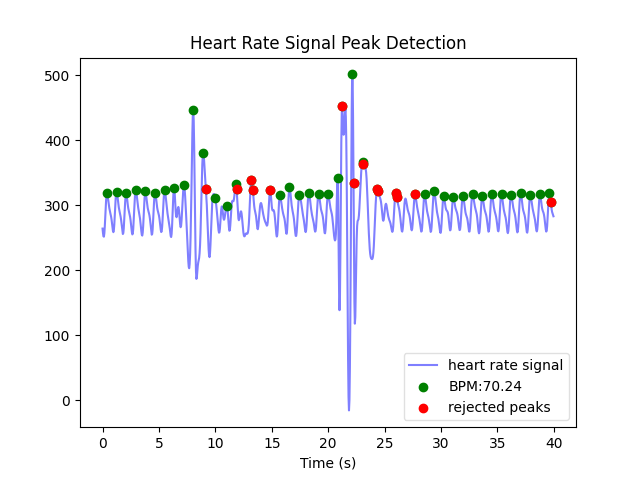 Heart Rate Signal Peak Detection
500
400
300
200
100
0
heart rate signal
BPM:70.24
rejected peaks
0 5 10 15 20 25 30 35 40
Time (s)